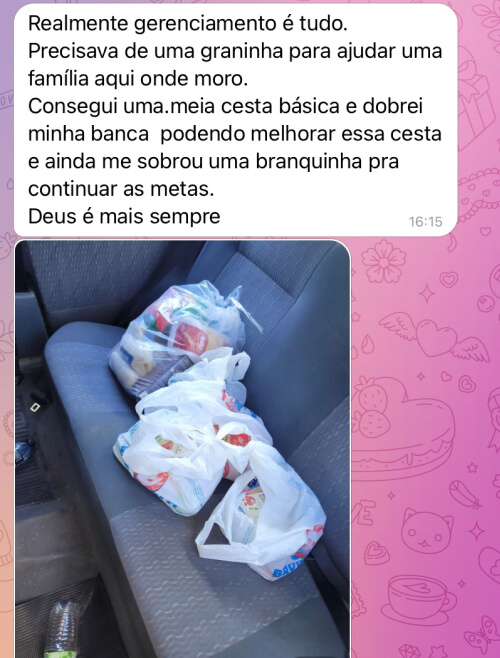 Realmente gerenciamento é tudo.
Precisava de uma graninha para ajudar uma
família aqui onde moro.
Consegui uma.meia cesta básica e dobrei
minha banca podendo melhorar essa cesta
e ainda me sobrou uma branquinha pra
continuar as metas.
Deus é mais sempre
16:15